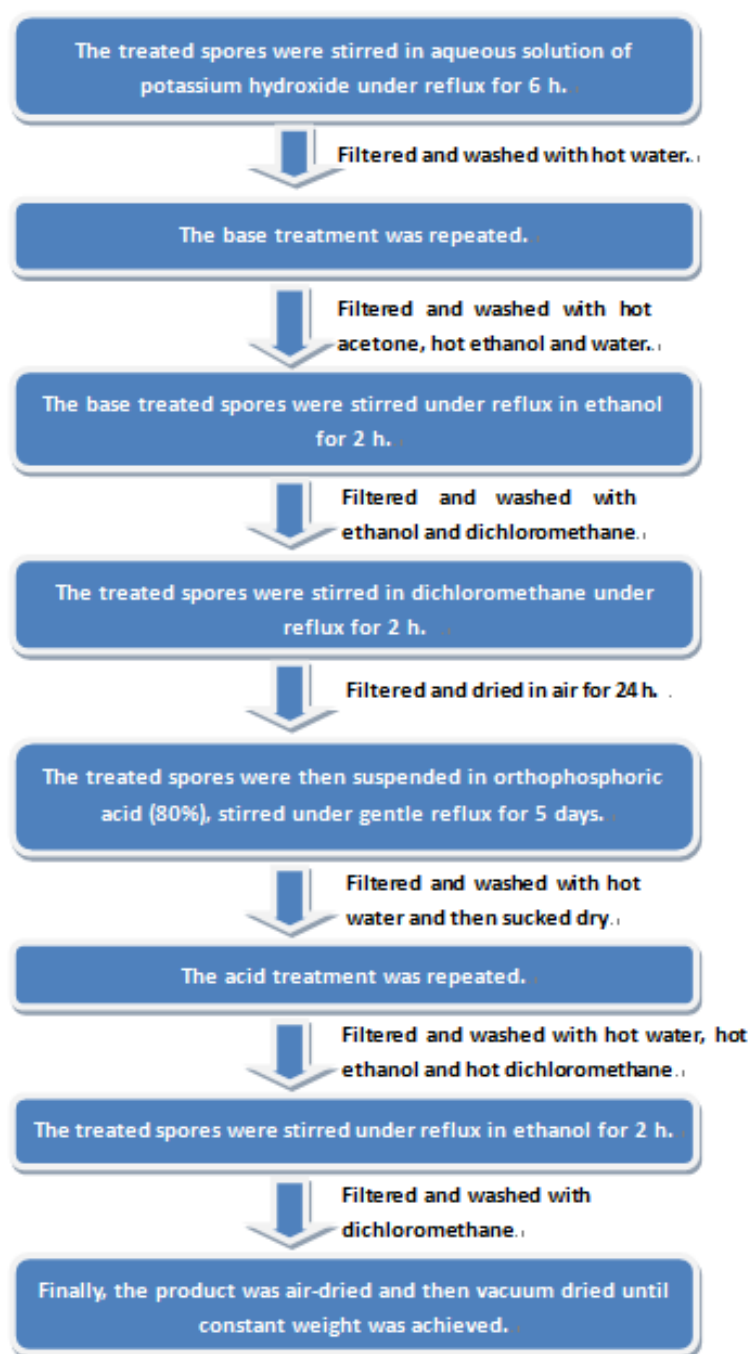 The treated spores were stirred in aqueous solution of
potassium hydroxide under reflux for 6 h.
Filtered and washed with hot water.
The base treatment was repeated.
Filtered and washed with hot
acetone, hot ethanol and water.
The base treated spores were stirred under reflux in ethanol
for 2 h.
Filtered and washed with
ethanol and dichloromethane.
The treated spores were stirred in dichloromethane under
reflux for 2 h.
Filtered and dried in air for 24 h.
The treated spores were then suspended in orthophosphoric
acid (80%), stirred under gentle reflux for 5 days.
Filtered and washed with hot
water and then sucked dry.
The acid treatment was repeated.
Filtered and washed with hot water, hot
ethanol and hot dichloromethane.
The treated spores were stirred under reflux in ethanol for 2 h.
Filtered and washed with
dichloromethane.
Finally, the product was air-dried and then vacuum dried until
constant weight was achieved.